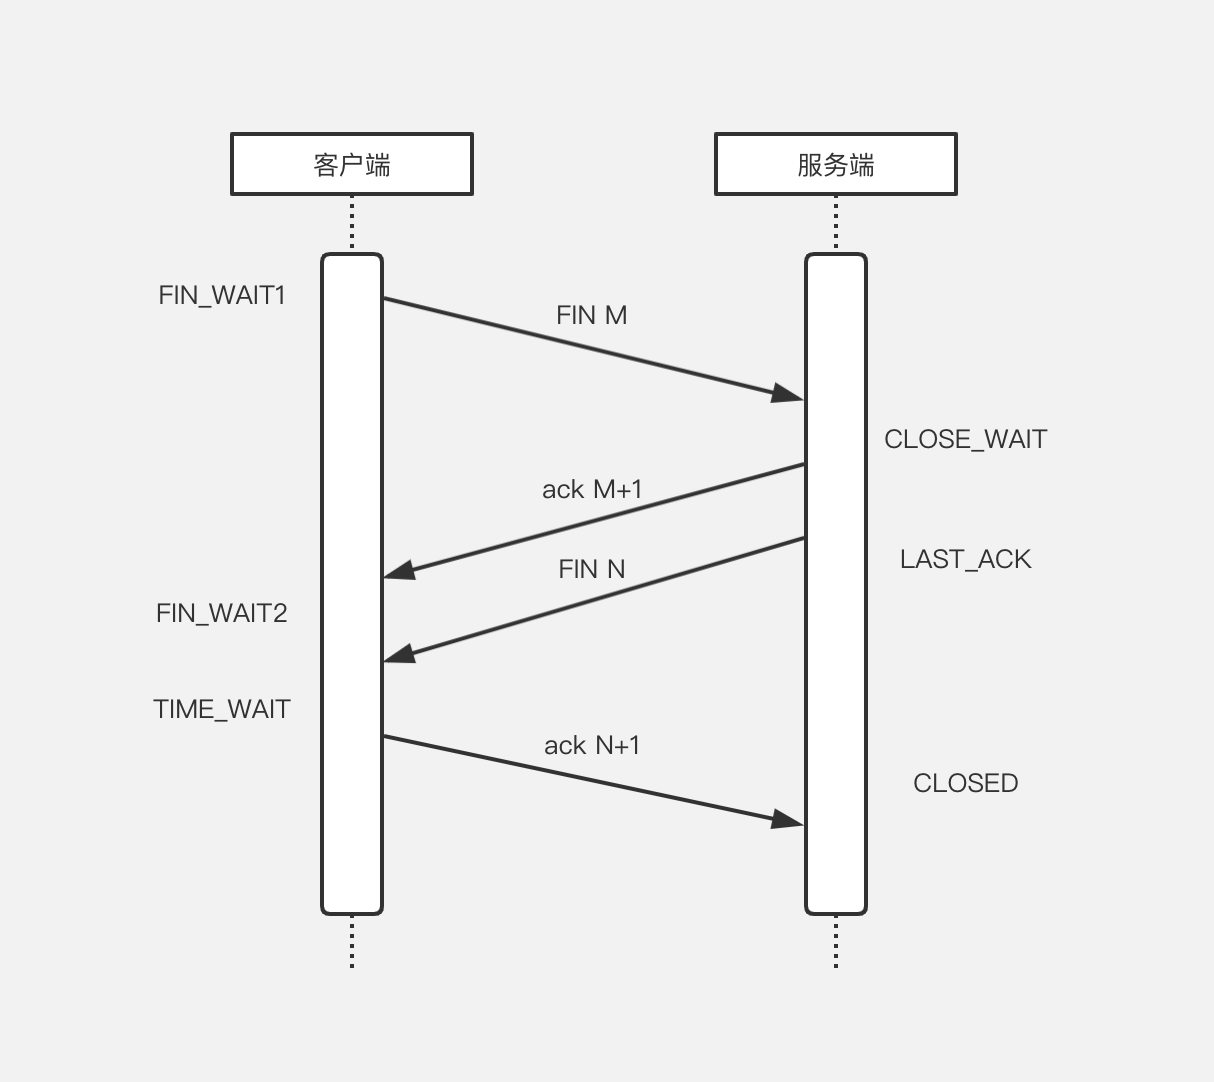 客户端
服务端
FIN_WAIT1
FIN M
CLOSE_WAIT
ack M+1
LAST_ACK
FIN N
FIN_WAIT2
TIME_WAIT
ack N+1
CLOSED